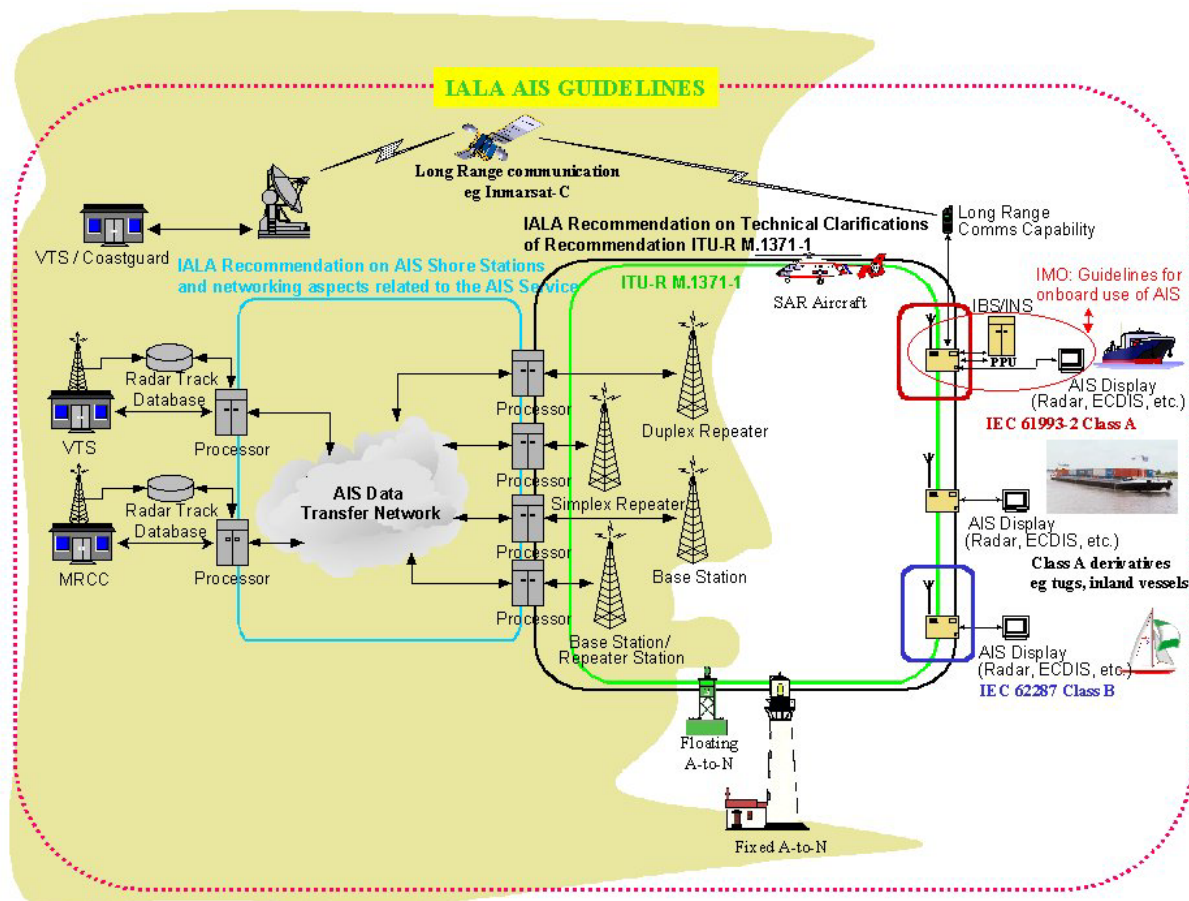 IALA AIS GUIDELINES
Long Range communication
eg Inmarsat-C
VTS / Coastguard
IALA Recommendation on Technical Clarifications
of Recommendation ITU-R M.1371-1
Long Range
Comms Capability
IALA Recommendation on AIS Shore Stations
and networking aspects related to the AIS Service
ITU-R M.1371-1
SAR Aircraft
IMO: Guidelines for
onboard use of AIS
IBS/INS
PPU
AIS Display
(Radar, ECDIS, etc.)
IEC 61993-2 Class A
Radar Track
Database
VTS
Processor
Processor
Duplex Repeater
Processor
Simplex Repeater
AIS Data
Transfer Network
Radar Track
Database
MRCC
Processor
Processor
Base Station
Processor
Base Station/
Repeater Station
AIS Display
(Radar, ECDIS, etc.)
Class A derivatives
eg tugs, inland vessels
AIS Display
(Radar, ECDIS, etc.)
IEC 62287 Class B
Floating
A-to-N
Fixed A-to-N